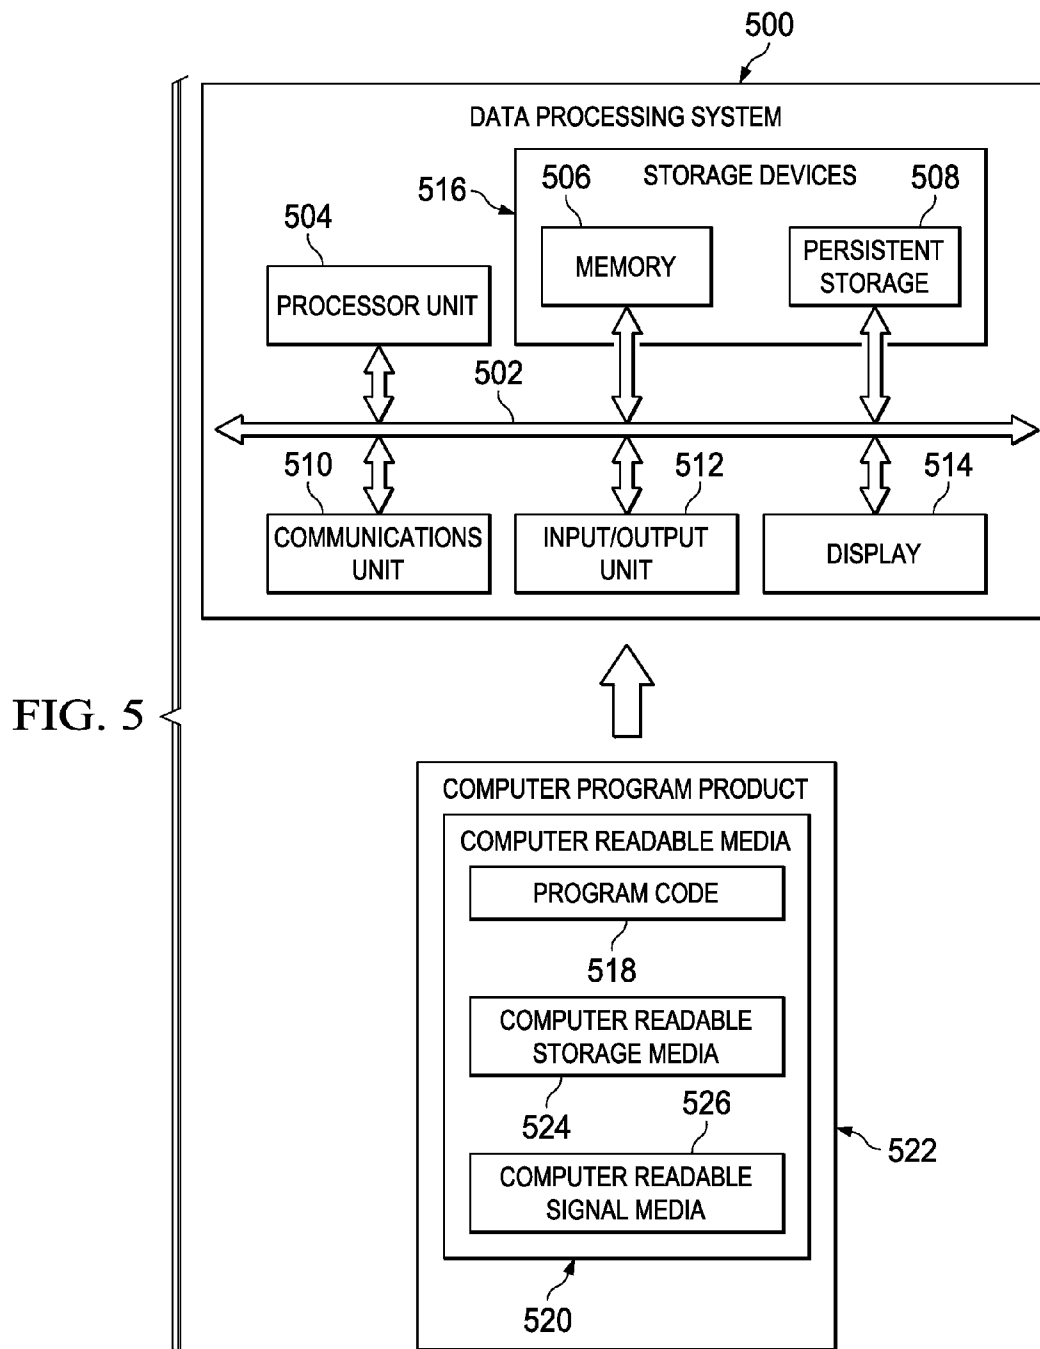 500
DATA PROCESSING SYSTEM
516
506
STORAGE DEVICES
508
504
MEMORY
PERSISTENT
STORAGE
PROCESSOR UNIT
502
510
512
514
COMMUNICATIONS
UNIT
INPUT/OUTPUT
UNIT
DISPLAY
FIG. 5
COMPUTER PROGRAM PRODUCT
COMPUTER READABLE MEDIA
PROGRAM CODE
518
COMPUTER READABLE
STORAGE MEDIA
524
526
522
COMPUTER READABLE
SIGNAL MEDIA
520